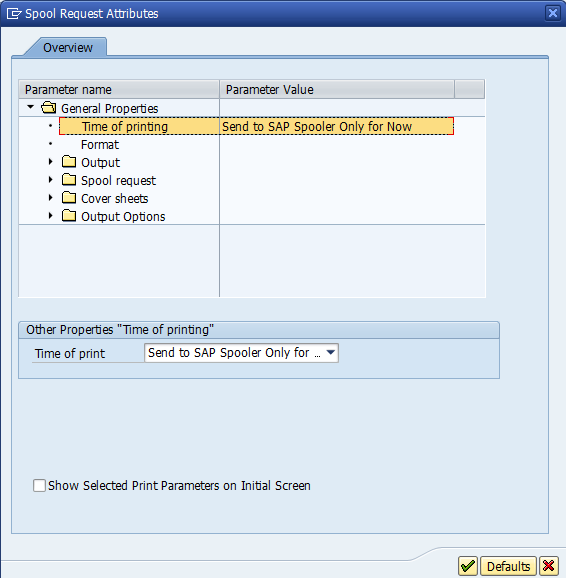 Spool Request Attributes
Overview
Parameter name Parameter Value
General Properties
Time of printing Send to SAP Spooler Only for Now
Format
Output
Spool request
Cover sheets
Output Options
Other Properties "Time of printing"
Time of print Send to SAP Spooler Only for ...
Show Selected Print Parameters on Initial Screen
Defaults